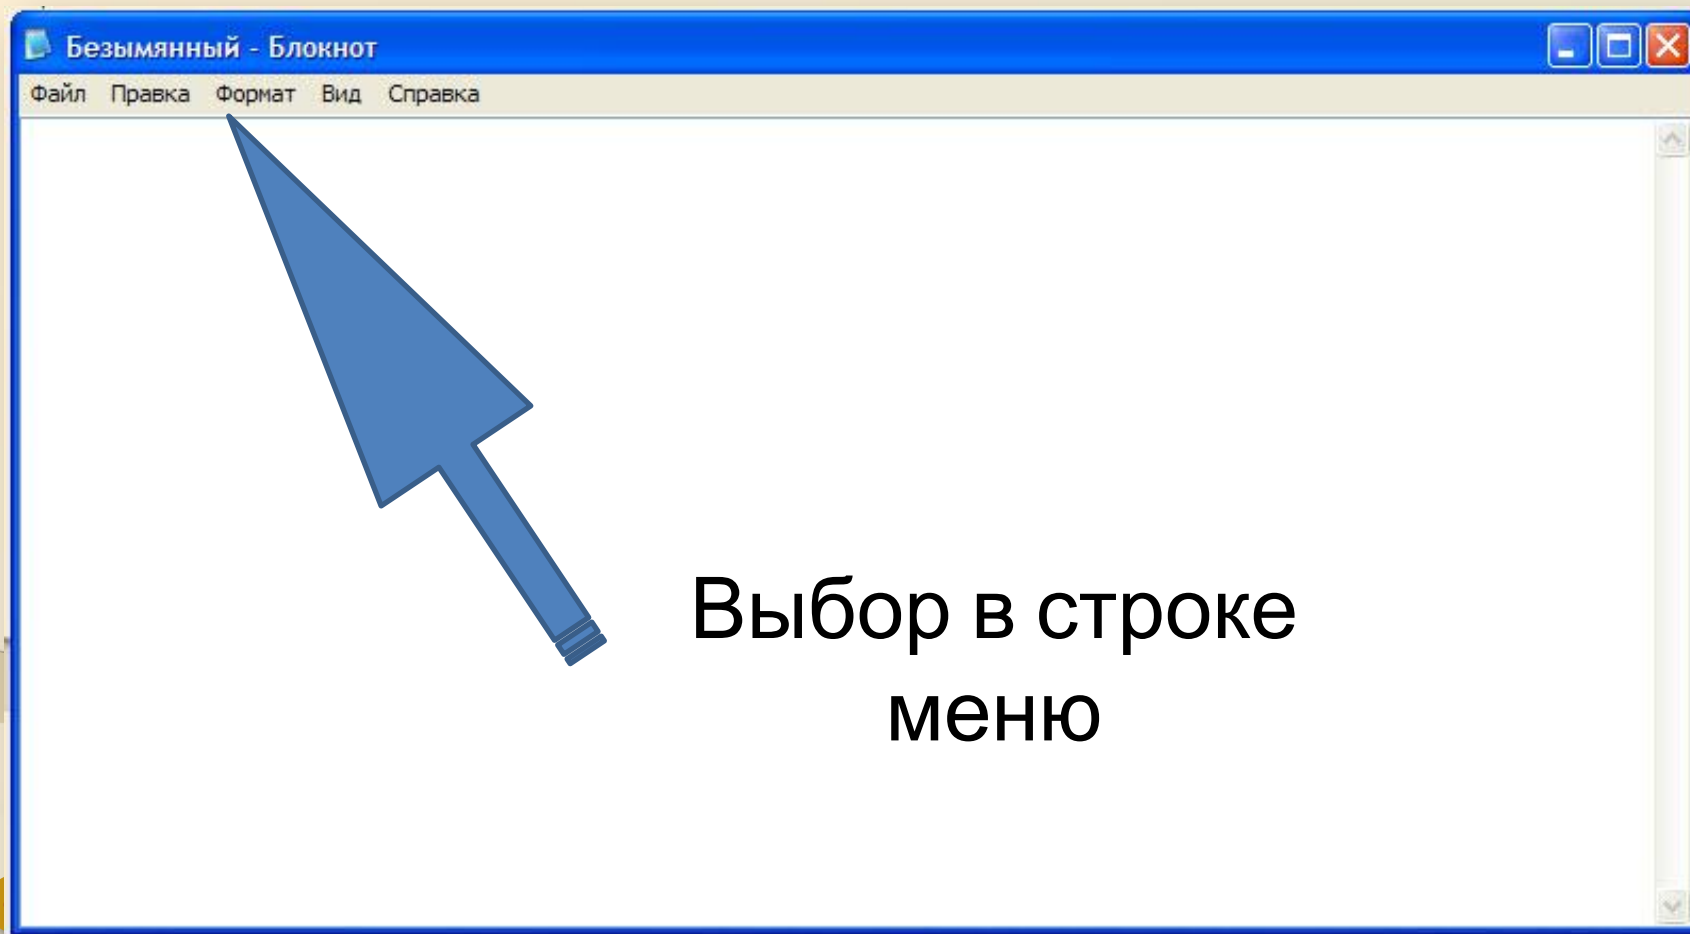 Безымянный - Блокнот
Файл Правка Формат Вид Справка
Выбор в строке
меню